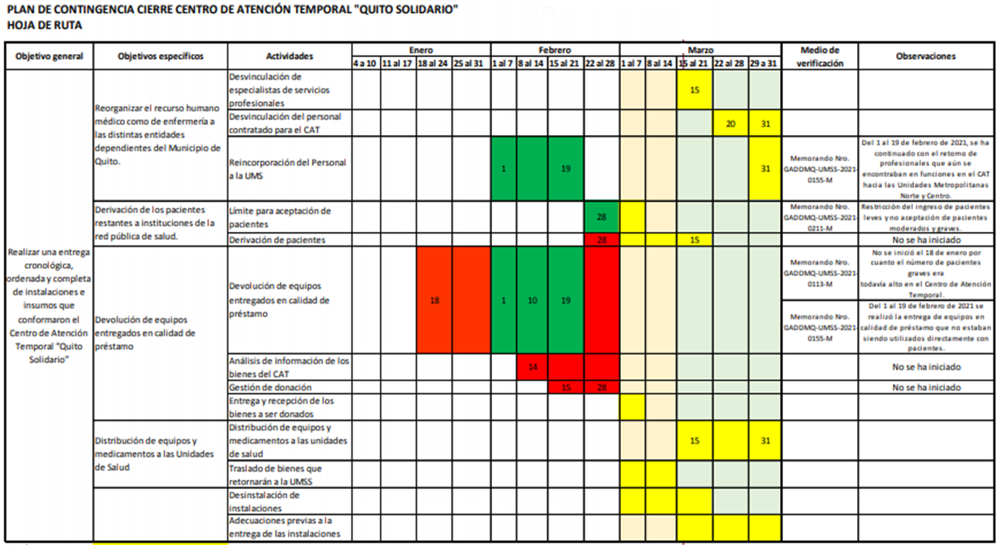 PLAN DE CONTINGENCIA CIERRE CENTRO DE ATENCIÓN TEMPORAL "QUITO SOLIDARIO"
HOJA DE RUTA
Objetivo general
Objetivos específicos
Actividades
Enero
Febrero
Marzo
Medio de
verificación
Observaciones
4 a 10 11 al 17 18 al 24 25 al 31 1 al 7 8 al 14 15 al 21 22 al 28 1 al 7 8 al 14 15 al 21 22 al 28 29 a 31
Realizar una entrega
cronológica,
ordenada y completa
de instalaciones e
insumos que
conformaron el
Centro de Atención
Temporal "Quito
Solidario"
Reorganizar el recurso humano
médico como de enfermería a
las distintas entidades
dependientes del Municipio de
Quito.
Desvinculación de
especialistas de servicios
profesionales
15
Desvinculación del personal
contratado para el CAT
20 31
Reincorporación del Personal
a la UMS
1 19 31
Memorando Nro.
GADDMQ-UMSS-2021-
0155-M
Del 1 al 19 de febrero de 2021, se ha
continuado con el retorno de
profesionales que aún se
encontraban en funciones en el CAT
hacia las Unidades Metropolitanas
Norte y Centro.
Derivación de los pacientes
restantes a instituciones de la
red pública de salud.
Límite para aceptación de
pacientes
28
Memorando Nro.
GADDMQ-UMSS-2021-
0211-M
Restricción del ingreso de pacientes
leves y no aceptación de pacientes
moderados y graves.
Derivación de pacientes
28 15
No se ha iniciado
Devolución de equipos
entregados en calidad de
préstamo
Devolución de equipos
entregados en calidad de
préstamo
18 1 10 19
Memorando Nro.
GADDMQ-UMSS-2021-
0113-M
No se inició el 18 de enero por
cuanto el número de pacientes
graves era
todavía alto en el Centro de Atención
Temporal.
Memorando Nro.
GADDMQ-UMSS-2021-
0155-M
Del 1 al 19 de febrero de 2021 se
realizó la entrega de equipos en
calidad de préstamo que no estaban
siendo utilizados directamente con
pacientes.
Análisis de información de los
bienes del CAT
14
No se ha iniciado
Gestión de donación
15 28
No se ha iniciado
Entrega y recepción de los
bienes a ser donados
Distribución de equipos y
medicamentos a las Unidades
de Salud
Distribución de equipos y
medicamentos a las unidades
de salud
15 31
Traslado de bienes que
retornarán a la UMSS
Desinstalación de
instalaciones
Adecuaciones previas a la
entrega de las instalaciones